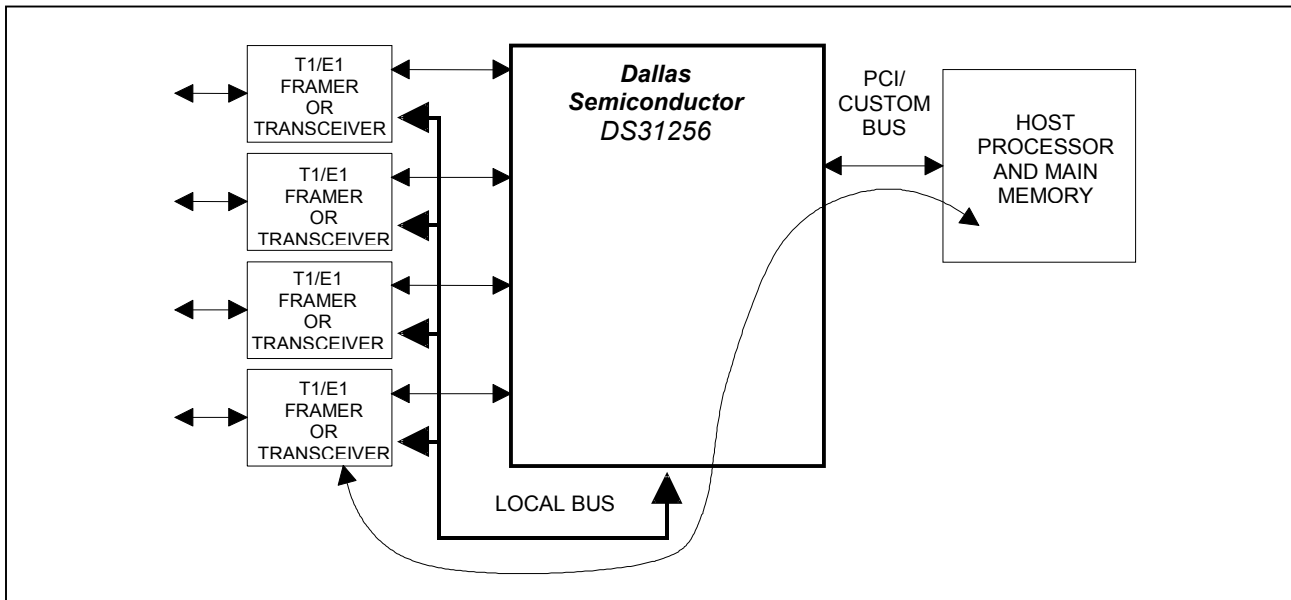 T1/E1
FRAMER
OR
TRANSCEIVER
T1/E1
FRAMER
OR
TRANSCEIVER
T1/E1
FRAMER
OR
TRANSCEIVER
T1/E1
FRAMER
OR
TRANSCEIVER
LOCAL BUS
Dallas
Semiconductor
DS31256
PCI/
CUSTOM
BUS
HOST
PROCESSOR
AND MAIN
MEMORY